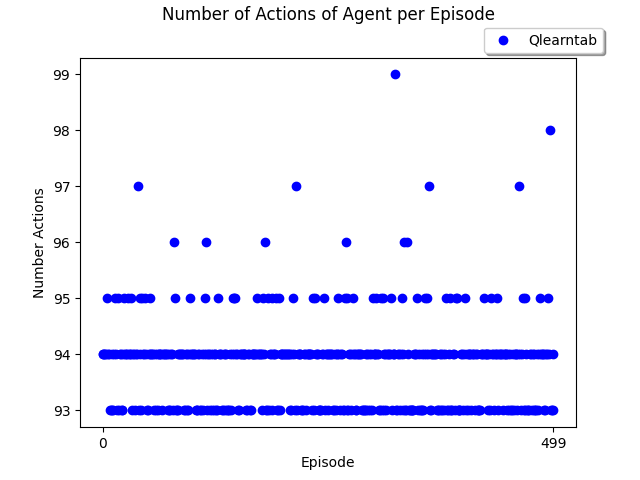 Number of Actions of Agent per Episode
Qlearntab
99
98
97
96
95
94
93
Number Actions
0
499
Episode